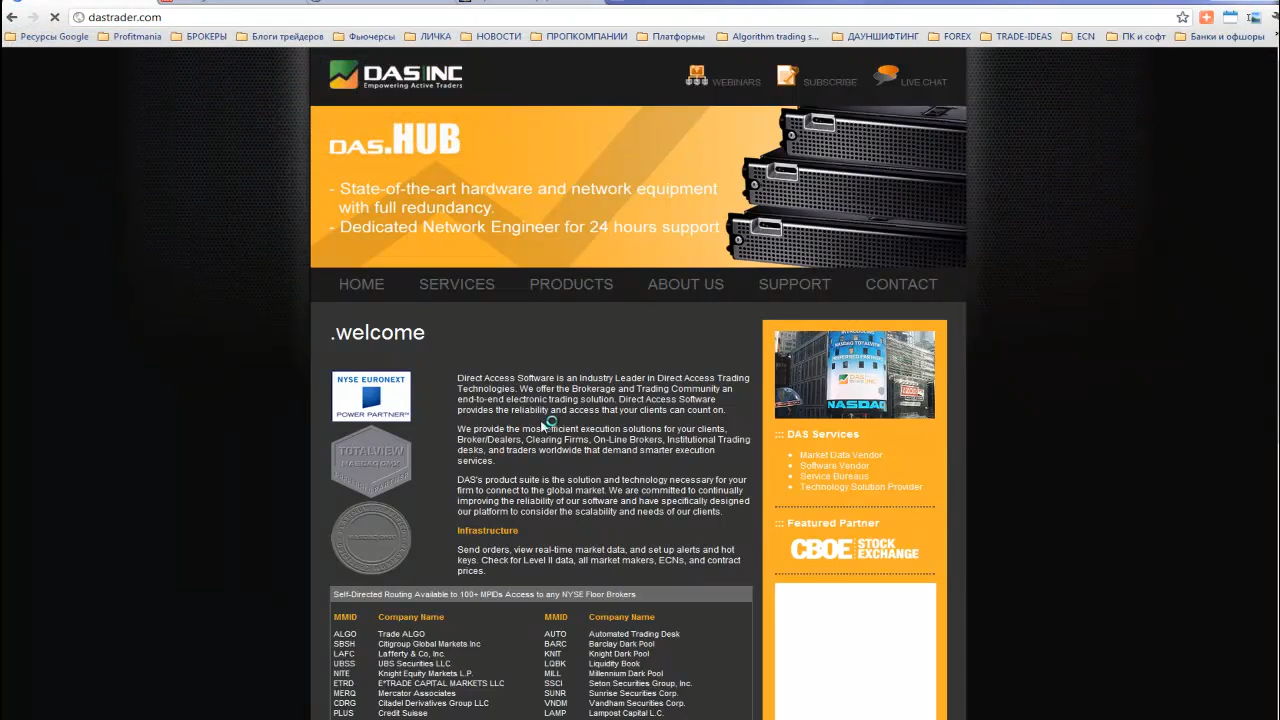 dastrader.com
Ресурсы Google
Profitmania
БРОКЕРЫ
Блоги трейдеров
Фьючерсы
ЛИЧКА
НОВОСТИ
ПРОПКОМПАНИИ
Платформы
Algorithm trading s...
ДАУНШИФТИНГ
FOREX
TRADE-IDEAS
ECN
ПК и софт
Банки и офшоры
DAS INC
Empowering Active Traders
WEBINARS
SUBSCRIBE
LIVE CHAT
DAS.HUB
- State-of-the-art hardware and network equipment
with full redundancy.
- Dedicated Network Engineer for 24 hours support
HOME
SERVICES
PRODUCTS
ABOUT US
SUPPORT
CONTACT
.welcome
NYSE EURONEXT
POWER PARTNER™
TOTALVIEW
NASDAQ OMX
Direct Access Software is an Industry Leader in Direct Access Trading
Technologies. We offer the Brokerage and Trading Community an
end-to-end electronic trading solution. Direct Access Software
provides the reliability and access that your clients can count on.
We provide the most efficient execution solutions for your clients,
Broker/Dealers, Clearing Firms, On-Line Brokers, Institutional Trading
desks, and traders worldwide that demand smarter execution
services.
DAS's product suite is the solution and technology necessary for your
firm to connect to the global market. We are committed to continually
improving the reliability of our software and have specifically designed
our platform to consider the scalability and needs of our clients.
Infrastructure
Send orders, view real-time market data, and set up alerts and hot
keys. Check for Level II data, all market makers, ECNs, and contract
prices.
NASDAQ
::: DAS Services
Market Data Vendor
Software Vendor
Service Bureaus
Technology Solution Provider
::: Featured Partner
CBOE STOCK
EXCHANGE
Self-Directed Routing Available to 100+ MPIDs Access to any NYSE Floor Brokers
MMID Company Name MMID Company Name
ALGO Trade ALGO AUTO Automated Trading Desk
SBSH Citigroup Global Markets Inc BARC Barclay Dark Pool
LAFC Lafferty & Co, Inc. KNIT Knight Dark Pool
UBSS UBS Securities LLC LQBK Liquidity Book
NITE Knight Equity Markets L.P. MILL Millennium Dark Pool
ETRD E*TRADE CAPITAL MARKETS LLC SSCI Seton Securities Group, Inc.
MERQ Mercator Associates SUNR Sunrise Securities Corp.
CDRG Citadel Derivatives Group LLC VNDM Vandham Securities Corp.
PLUS Credit Suisse LAMP Lampost Capital L.C.